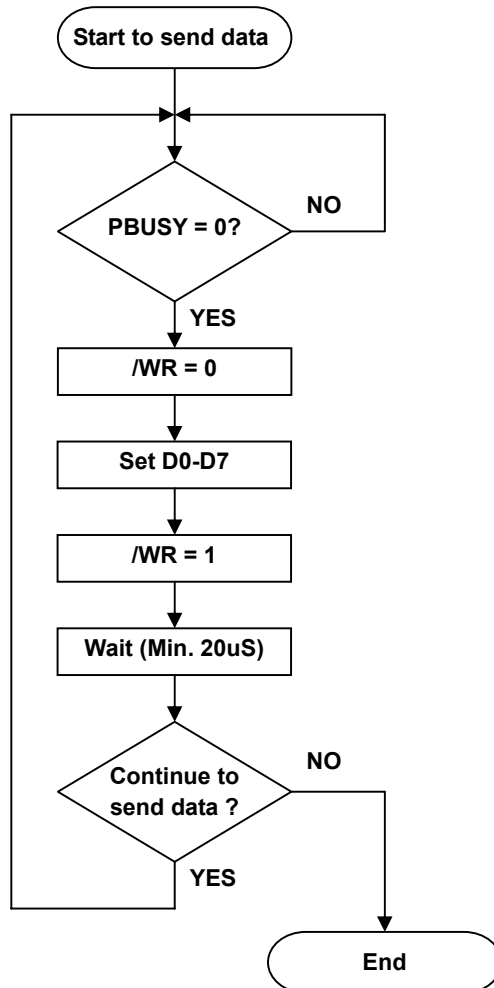 Start to send data
PBUSY = 0?
NO
YES
/WR = 0
Set D0-D7
/WR = 1
Wait (Min. 20uS)
Continue to
send data ?
NO
YES
End